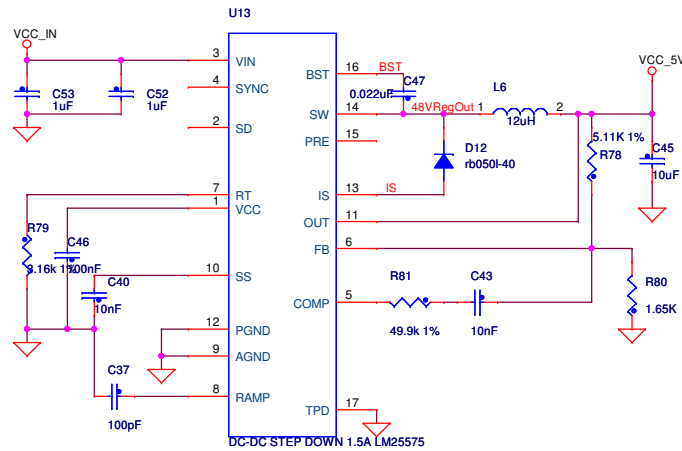 U13
VCC_IN
VCC_5V
3 VIN
4 SYNC
2 SD
7 RT
1 VCC
10 SS
12 PGND
9 AGND
8 RAMP
BST 16 BST
SW 14 48VRegOut
PRE 15
IS 13 IS
OUT 11
FB 6
COMP 5
TPD 17
C53
1uF
C52
1uF
C47
0.022uF
L6
1 2
12uH
D12
rb050l-40
5.11K 1%
R78
C45
10uF
R79
3.16k 1%
C46
100nF
C40
10nF
C37
100pF
R81
49.9k 1%
C43
10nF
R80
1.65K
DC-DC STEP DOWN 1.5A LM25575